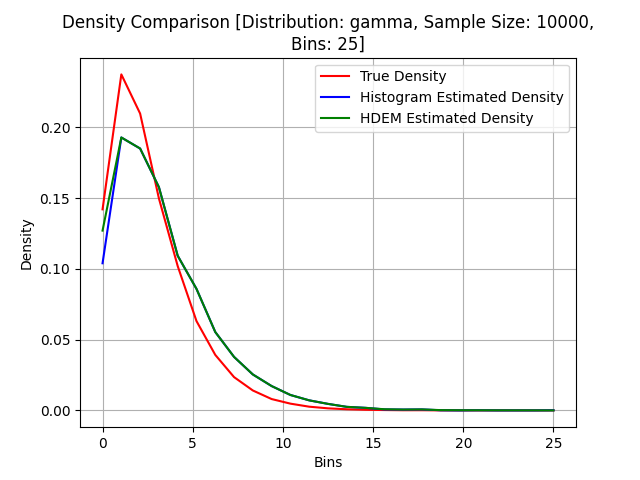 Density Comparison [Distribution: gamma, Sample Size: 10000,
Bins: 25]
True Density
Histogram Estimated Density
HDEM Estimated Density
Density
0.20
0.15
0.10
0.05
0.00
0 5 10 15 20 25
Bins